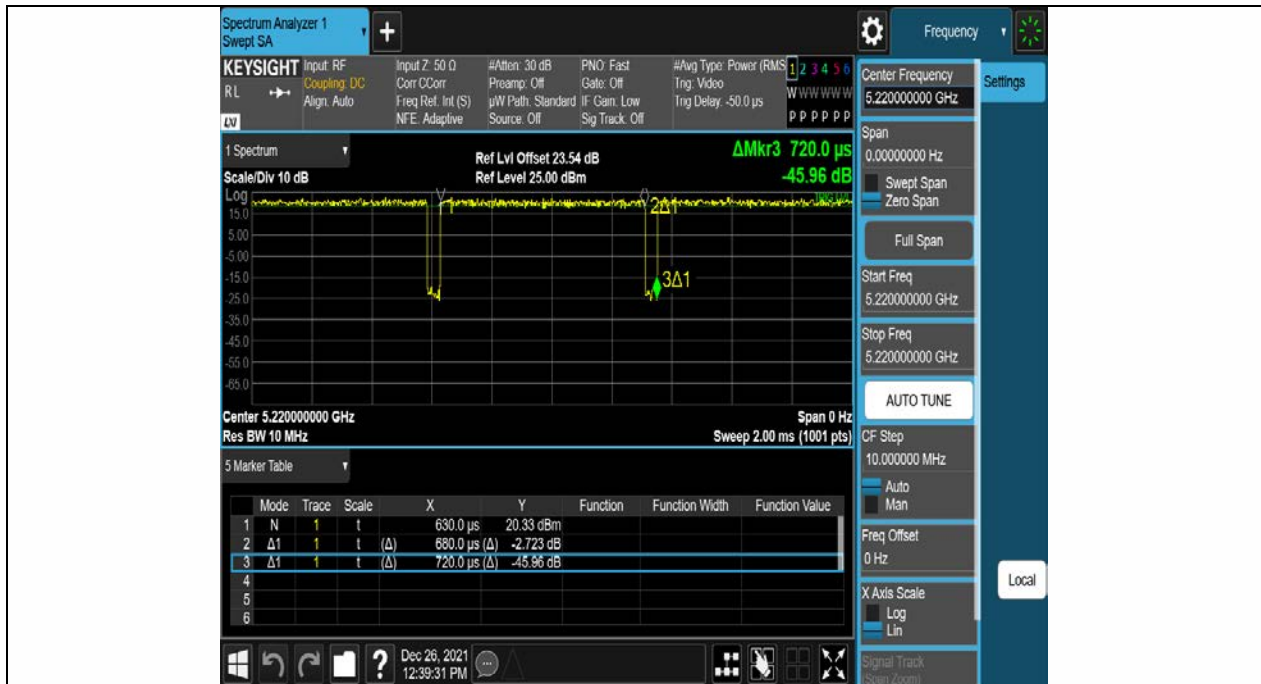 Spectrum Analyzer 1
Swept SA
+
Frequency
KEYSIGHT
RL
LXI
Input: RF
Coupling: DC
Align: Auto
Input Z: 50 Ω
Corr CCorr
Freq Ref: Int (S)
NFE: Adaptive
#Atten: 30 dB
Preamp: Off
µW Path: Standard
Source: Off
PNO: Fast
Gate: Off
IF Gain: Low
Sig Track: Off
#Avg Type: Power (RMS
Trig: Video
Trig Delay: -50.0 µs
1 2 3 4 5 6
W W W W W W
P P P P P P
1 Spectrum
Scale/Div 10 dB
Ref Lvl Offset 23.54 dB
Ref Level 25.00 dBm
ΔMkr3 720.0 µs
-45.96 dB
Log
15.0
5.00
-5.00
-15.0
-25.0
-35.0
-45.0
-55.0
-65.0
1
2Δ1
3Δ1
TRIG LVL
Center 5.220000000 GHz
Res BW 10 MHz
Span 0 Hz
Sweep 2.00 ms (1001 pts)
5 Marker Table
Mode Trace Scale X Y Function Function Width Function Value
1 N 1 t 630.0 µs 20.33 dBm
2 Δ1 1 t (Δ) 680.0 µs (Δ) -2.723 dB
3 Δ1 1 t (Δ) 720.0 µs (Δ) -45.96 dB
4
5
6
?
Dec 26, 2021
12:39:31 PM
Center Frequency
5.220000000 GHz
Span
0.00000000 Hz
Swept Span
Zero Span
Full Span
Start Freq
5.220000000 GHz
Stop Freq
5.220000000 GHz
AUTO TUNE
CF Step
10.000000 MHz
Auto
Man
Freq Offset
0 Hz
X Axis Scale
Log
Lin
Signal Track
(Span Zoom)
Settings
Local